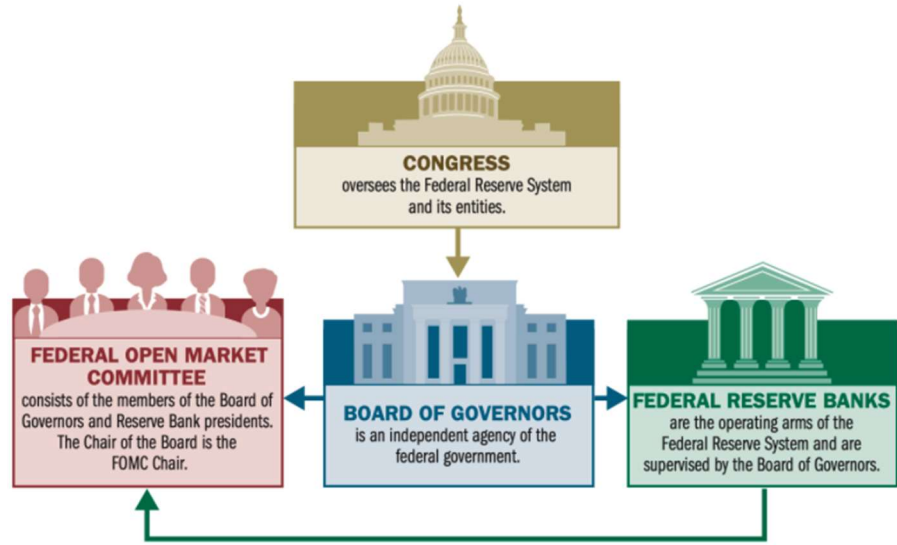 CONGRESS
oversees the Federal Reserve System
and its entities.
FEDERAL OPEN MARKET
COMMITTEE
consists of the members of the Board of
Governors and Reserve Bank presidents.
The Chair of the Board is the
FOMC Chair.
BOARD OF GOVERNORS
is an independent agency of the
federal government.
FEDERAL RESERVE BANKS
are the operating arms of the
Federal Reserve System and are
supervised by the Board of Governors.